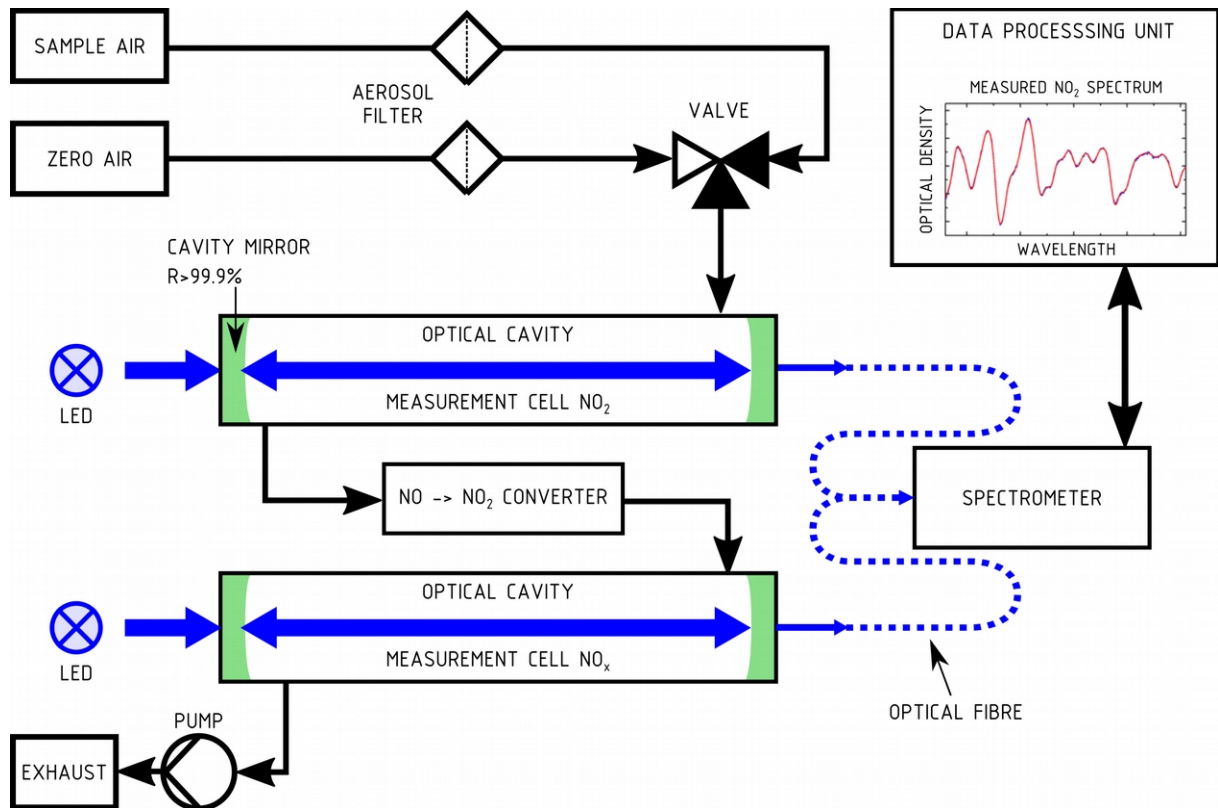 SAMPLE AIR
AEROSOL
FILTER
ZERO AIR
VALVE
DATA PROCESSSING UNIT
MEASURED NO₂ SPECTRUM
OPTICAL DENSITY
WAVELENGTH
CAVITY MIRROR
R>99.9%
LED
OPTICAL CAVITY
MEASUREMENT CELL NO₂
NO -> NO₂ CONVERTER
SPECTROMETER
LED
OPTICAL CAVITY
MEASUREMENT CELL NOₓ
OPTICAL FIBRE
PUMP
EXHAUST